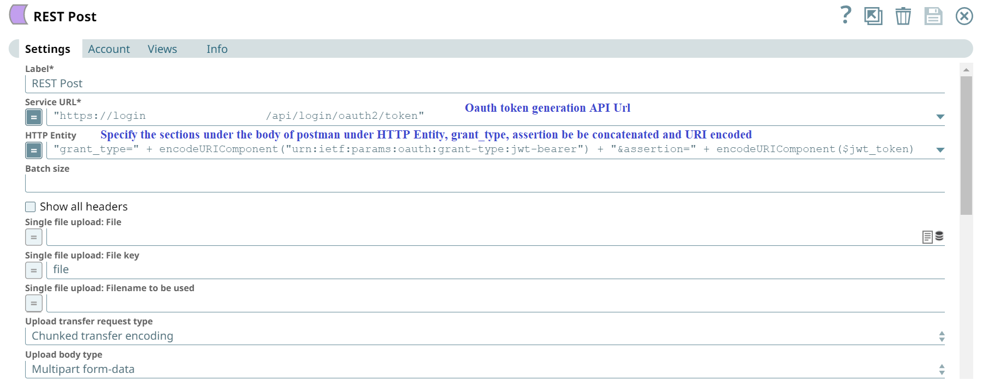 REST Post
?
Settings Account Views Info
Label*
REST Post
Service URL*
Oauth token generation API Url
= "https://login /api/login/oauth2/token"
HTTP Entity Specify the sections under the body of postman under HTTP Entity, grant_type, assertion be be concatenated and URI encoded
= "grant_type=" + encodeURIComponent("urn:ietf:params:oauth:grant-type:jwt-bearer") + "&assertion=" + encodeURIComponent($jwt_token)
Batch size
Show all headers
Single file upload: File
=
Single file upload: File key
= file
Single file upload: Filename to be used
=
Upload transfer request type
Chunked transfer encoding
Upload body type
Multipart form-data